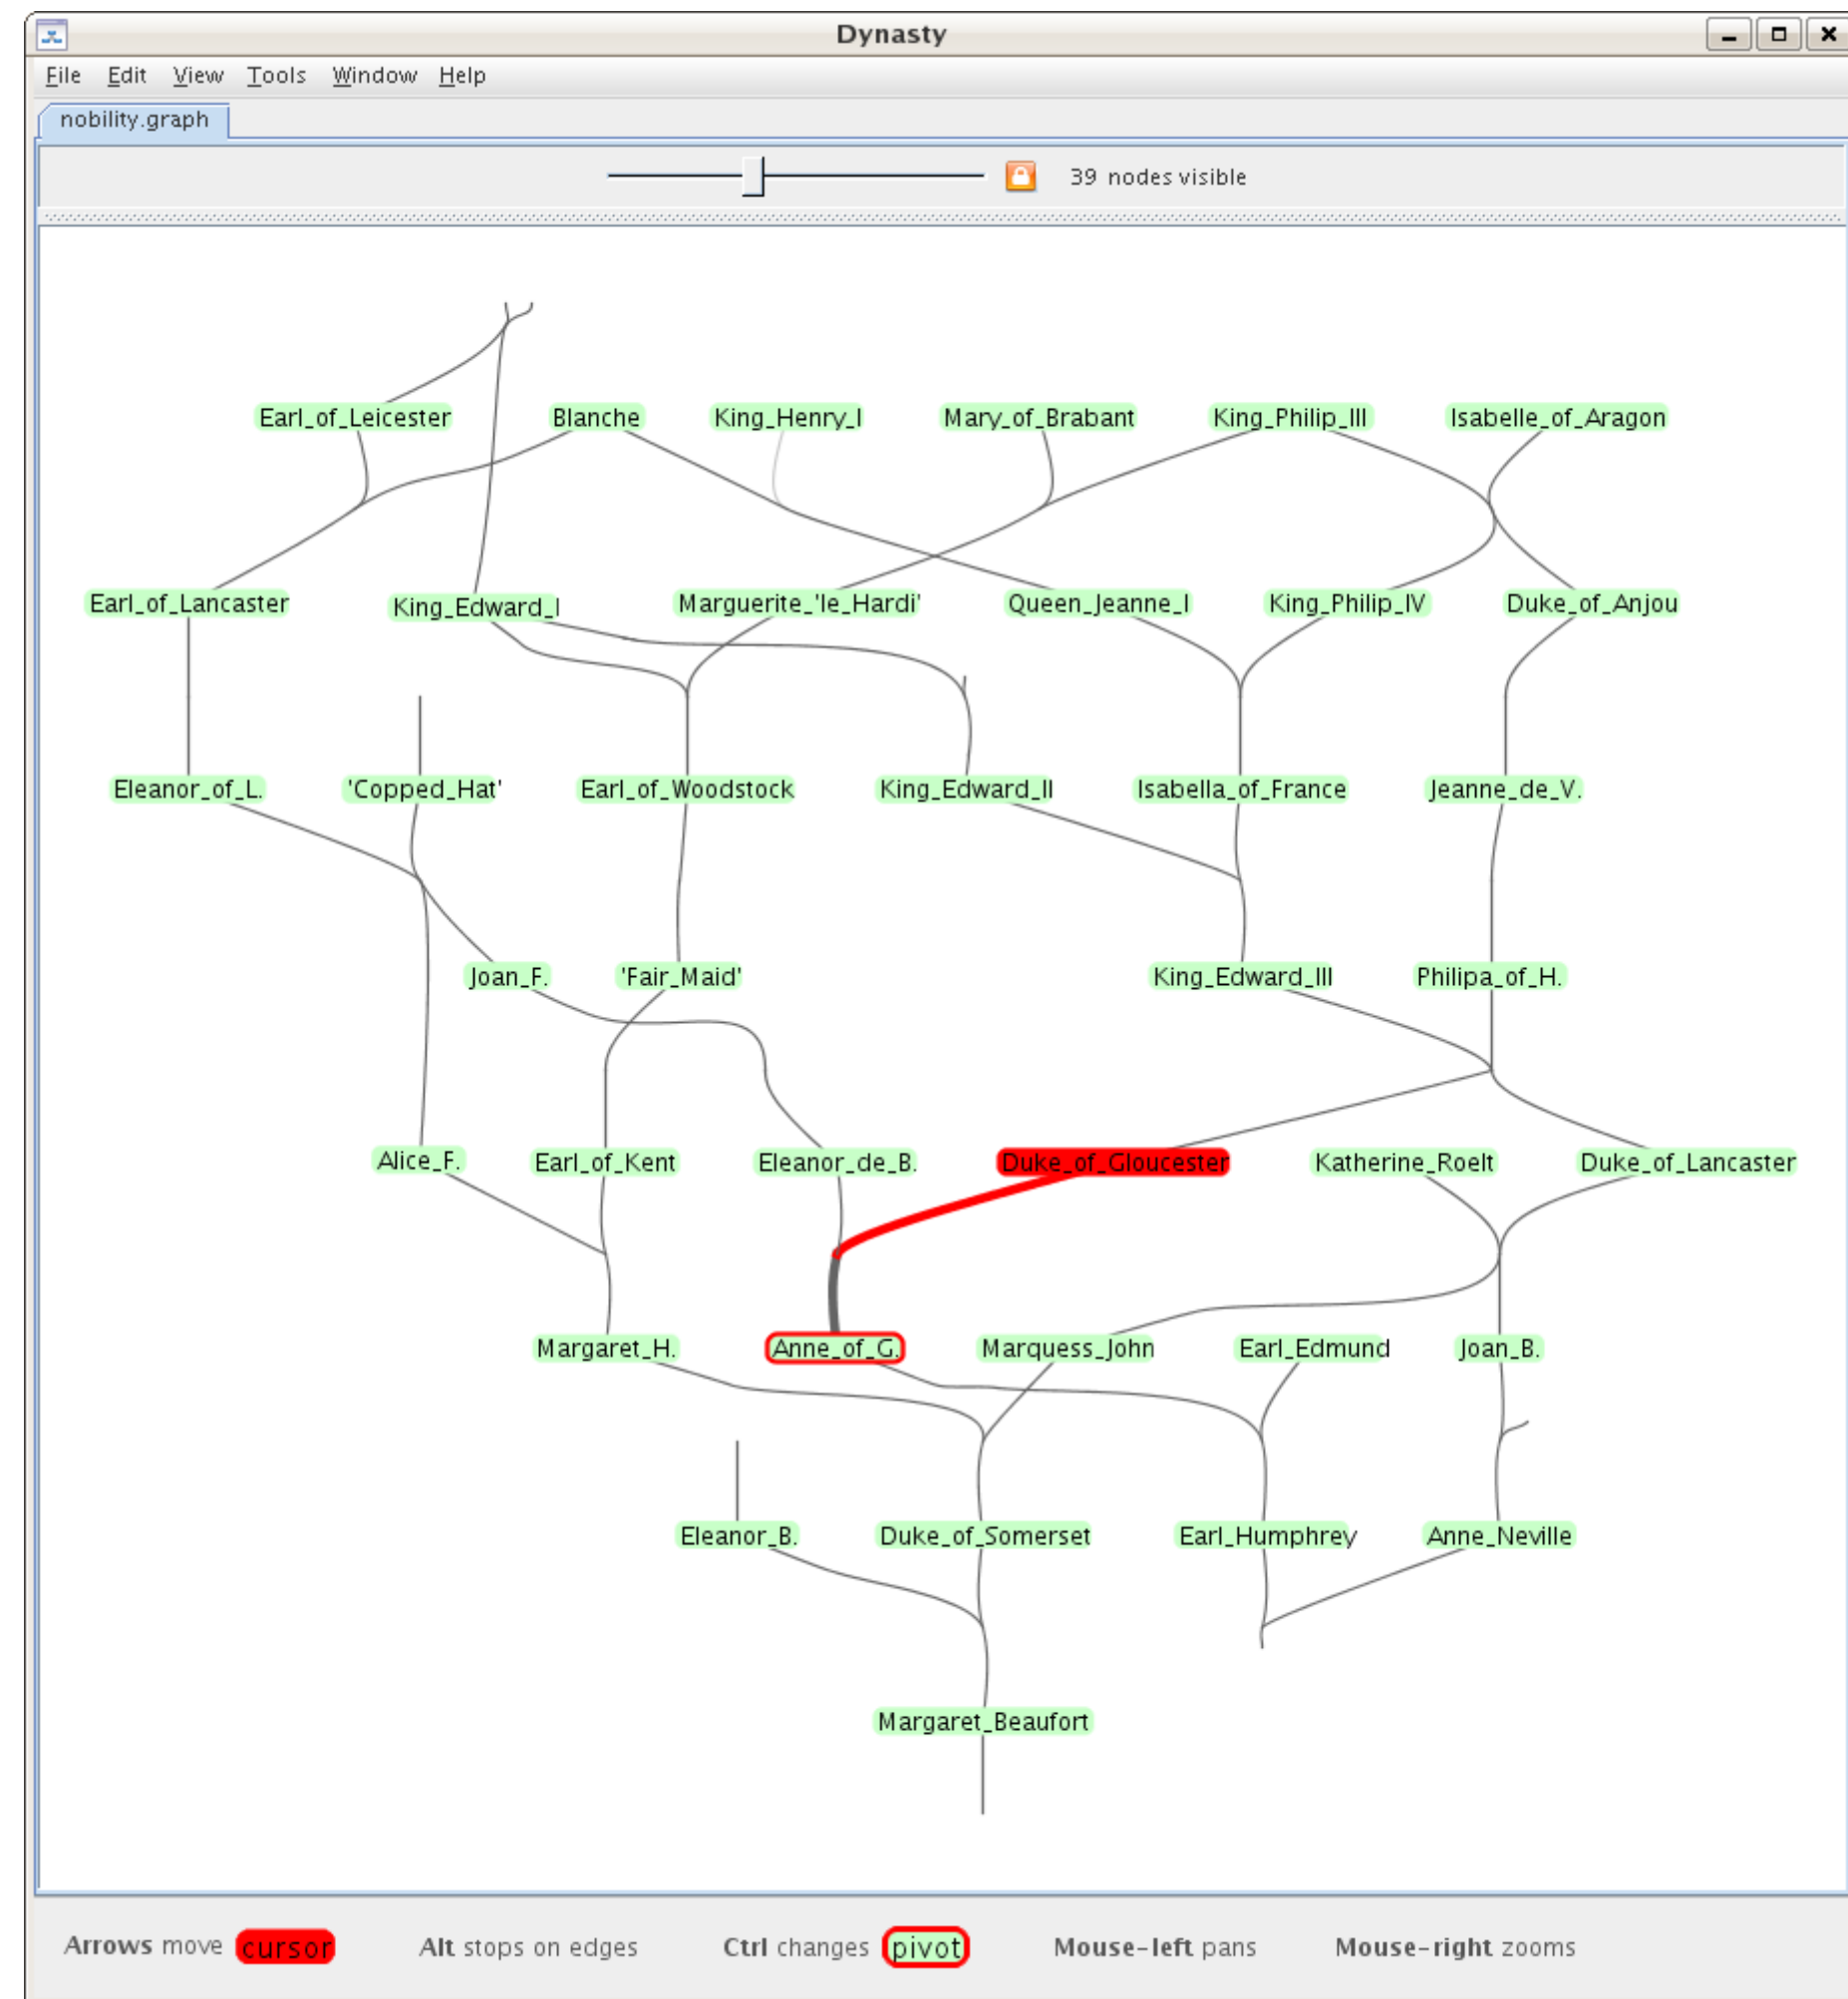 Dynasty
File Edit View Tools Window Help
nobility.graph
39 nodes visible
Earl_of_Leicester Blanche King_Henry_I Mary_of_Brabant King_Philip_III Isabelle_of_Aragon
Earl_of_Lancaster King_Edward_I Marguerite_'le_Hardi' Queen_Jeanne_I King_Philip_IV Duke_of_Anjou
Eleanor_of_L. 'Copped_Hat' Earl_of_Woodstock King_Edward_II Isabella_of_France Jeanne_de_V.
Joan_F. 'Fair_Maid' King_Edward_III Philipa_of_H.
Alice_F. Earl_of_Kent Eleanor_de_B. Duke_of_Gloucester Katherine_Roelt Duke_of_Lancaster
Margaret_H. Anne_of_G. Marquess_John Earl_Edmund Joan_B.
Eleanor_B. Duke_of_Somerset Earl_Humphrey Anne_Neville
Margaret_Beaufort
Arrows move cursor Alt stops on edges Ctrl changes pivot Mouse-left pans Mouse-right zooms